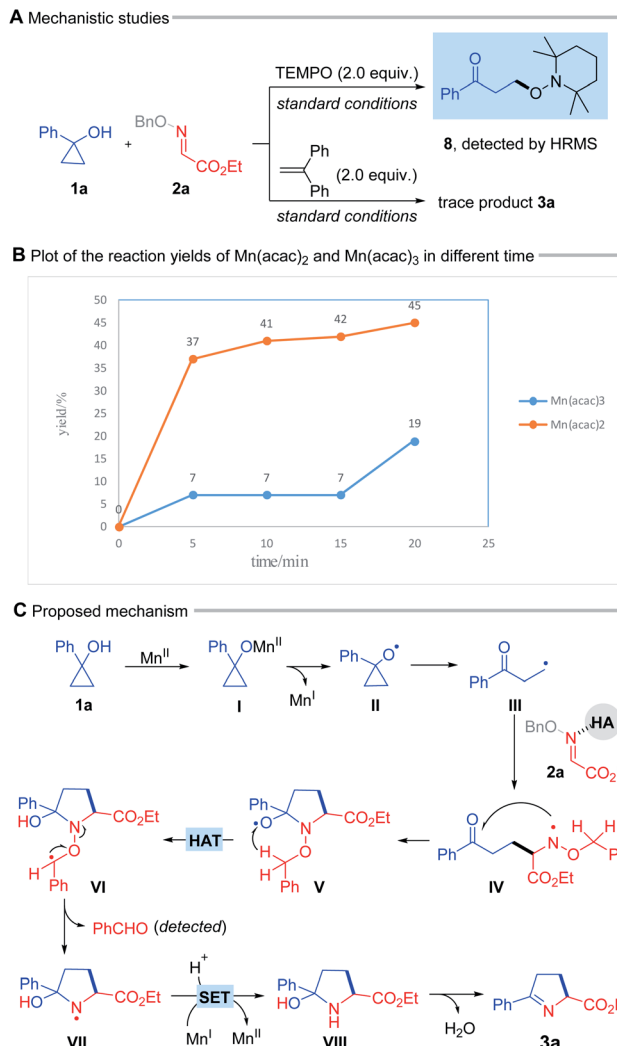 A Mechanistic studies
Ph OH
1a
+
BnO N CO2Et
2a
TEMPO (2.0 equiv.)
standard conditions
Ph (2.0 equiv.)
Ph
standard conditions
O
Ph O N
8, detected by HRMS
trace product 3a
B Plot of the reaction yields of Mn(acac)2 and Mn(acac)3 in different time
50
45
40
35
30
25
20
15
10
5
0
yield/%
0
37
41
42
45
7
7
7
19
Mn(acac)3
Mn(acac)2
0 5 10 15 20 25
time/min
C Proposed mechanism
Ph OH
1a
MnII
Ph OMnII
I
MnI
Ph O•
II
O
Ph
III
BnO N HA
CO2
2a
O
Ph N O H
CO2Et
IV
Ph •O N CO2Et
O
H
Ph
V
HAT
Ph HO N CO2Et
O
H
Ph
VI
PhCHO (detected)
Ph HO N CO2Et
VII
H+
SET
MnI MnII
Ph HO N H CO2Et
VIII
H2O
Ph N
3a